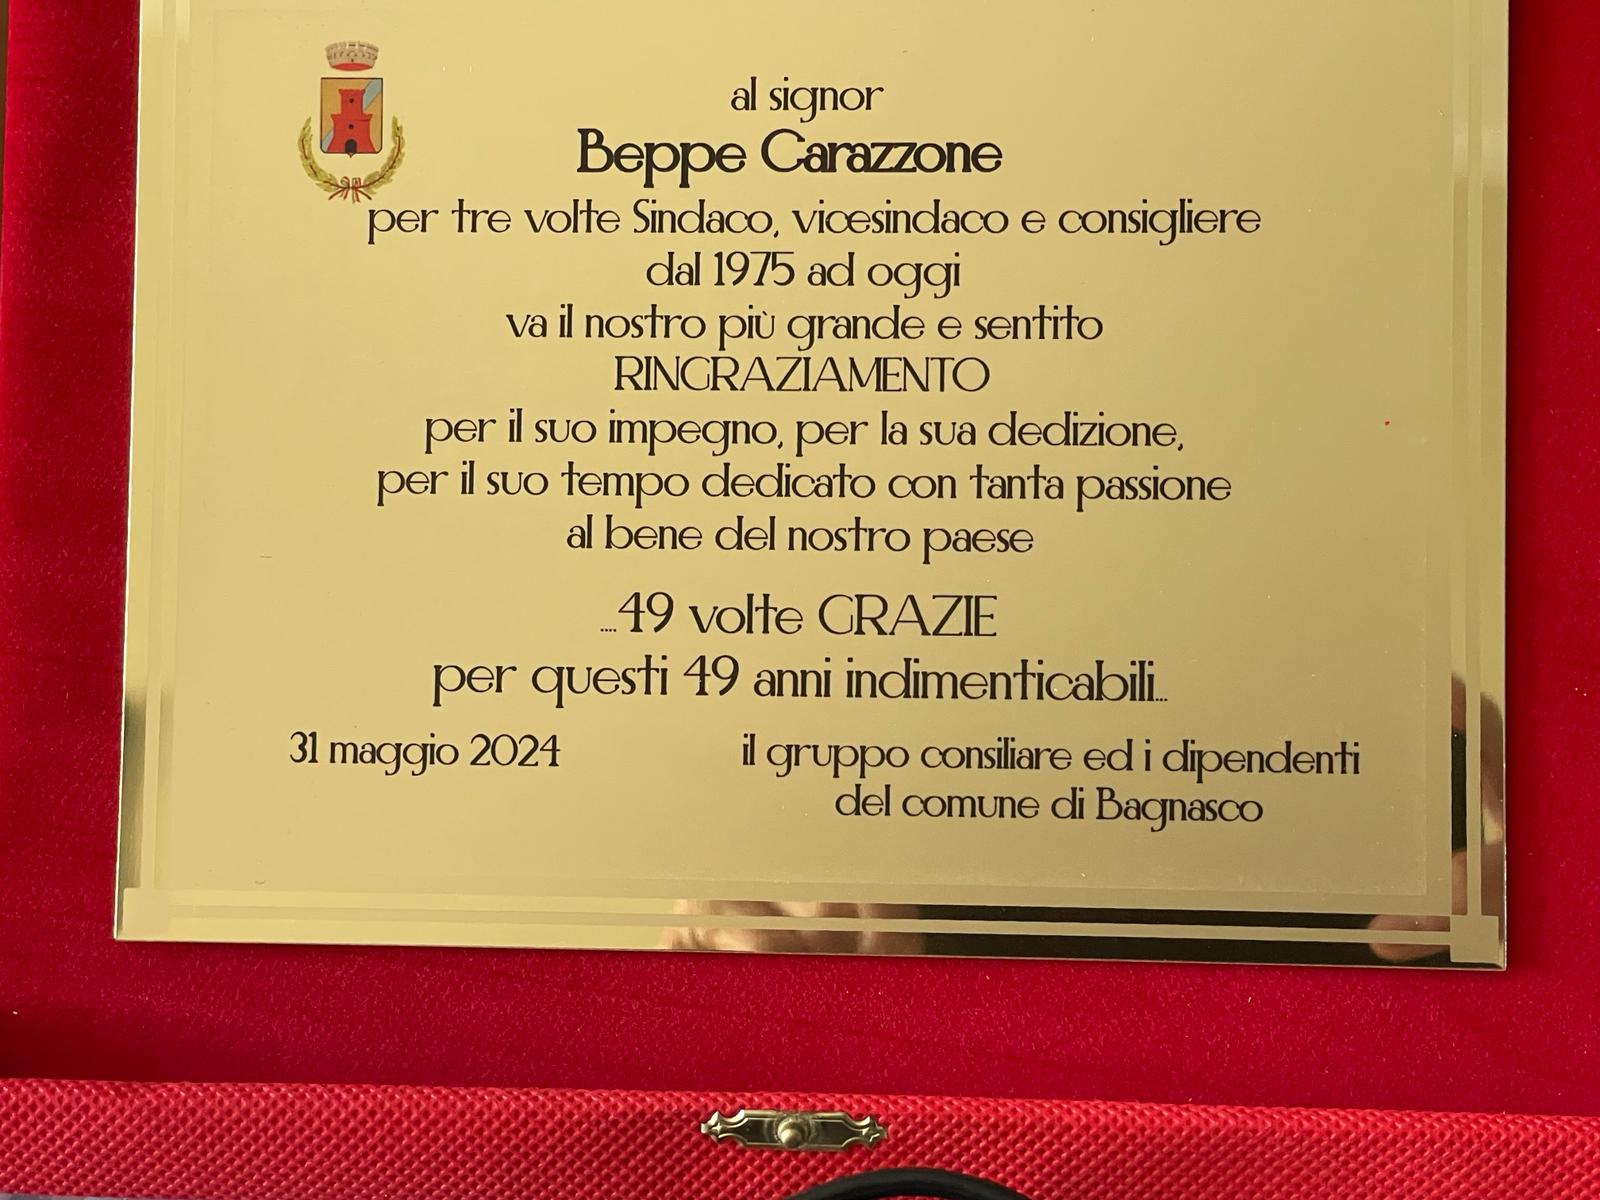 al signor
Beppe Carazzone
per tre volte Sindaco, vicesindaco e consigliere
dal 1975 ad oggi
va il nostro più grande e sentito
RINGRAZIAMENTO
per il suo impegno, per la sua dedizione,
per il suo tempo dedicato con tanta passione
al bene del nostro paese
....49 volte GRAZIE
per questi 49 anni indimenticabili...
31 maggio 2024
il gruppo consiliare ed i dipendenti
del comune di Bagnasco